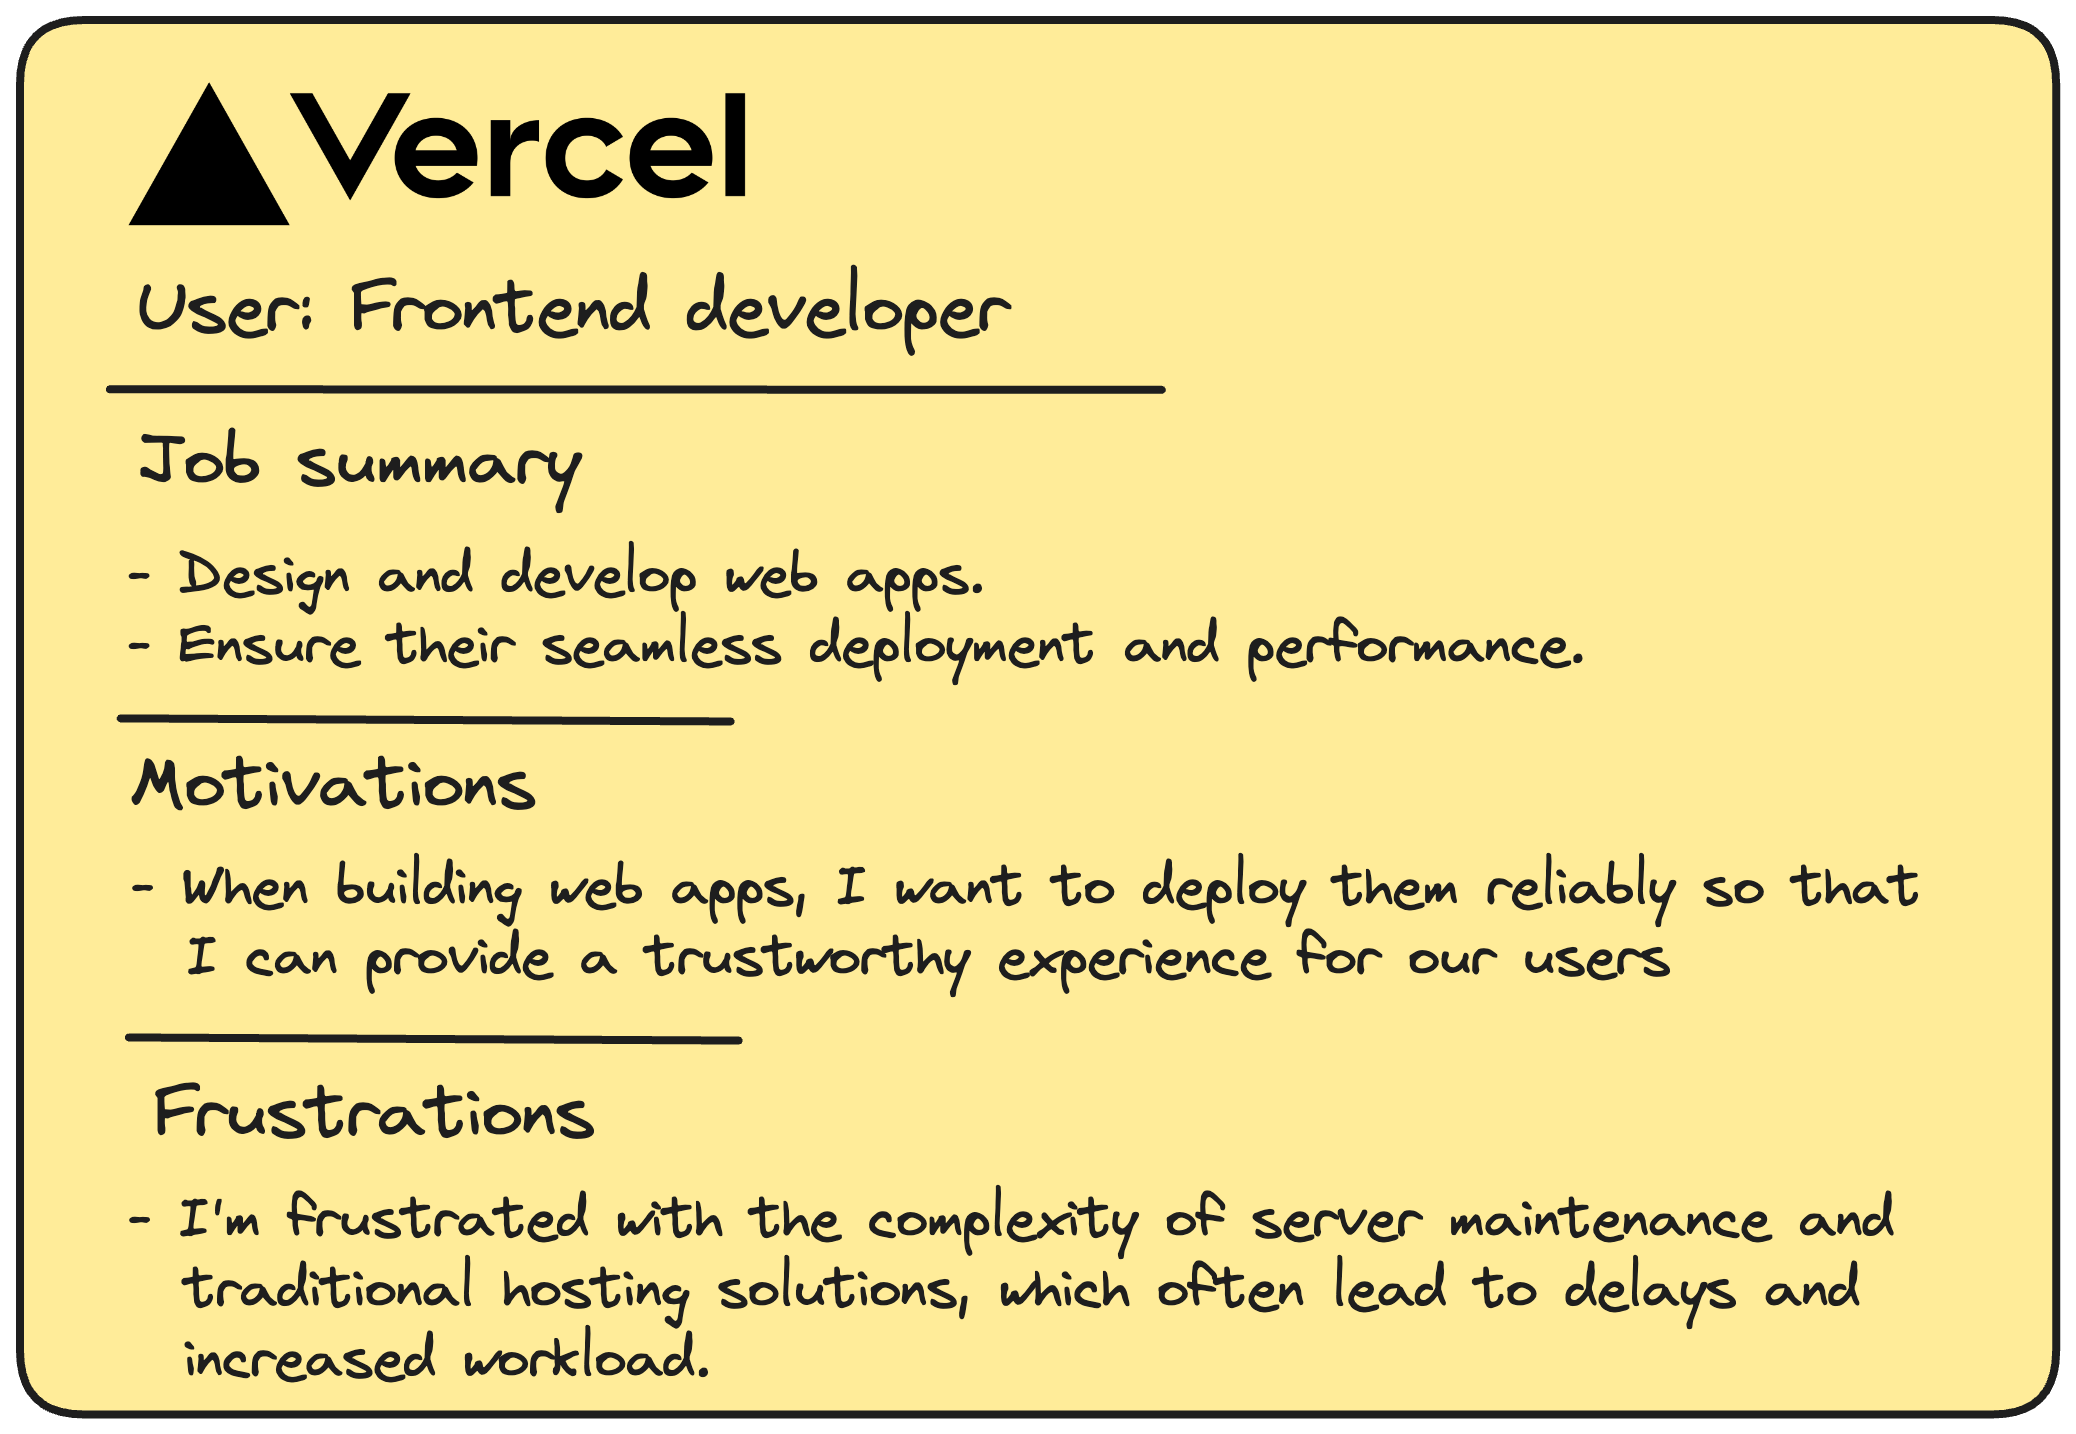 Vercel
User: Frontend developer
Job summary
- Design and develop web apps.
- Ensure their seamless deployment and performance.
Motivations
- When building web apps, I want to deploy them reliably so that
I can provide a trustworthy experience for our users
Frustrations
- I'm frustrated with the complexity of server maintenance and
traditional hosting solutions, which often lead to delays and
increased workload.